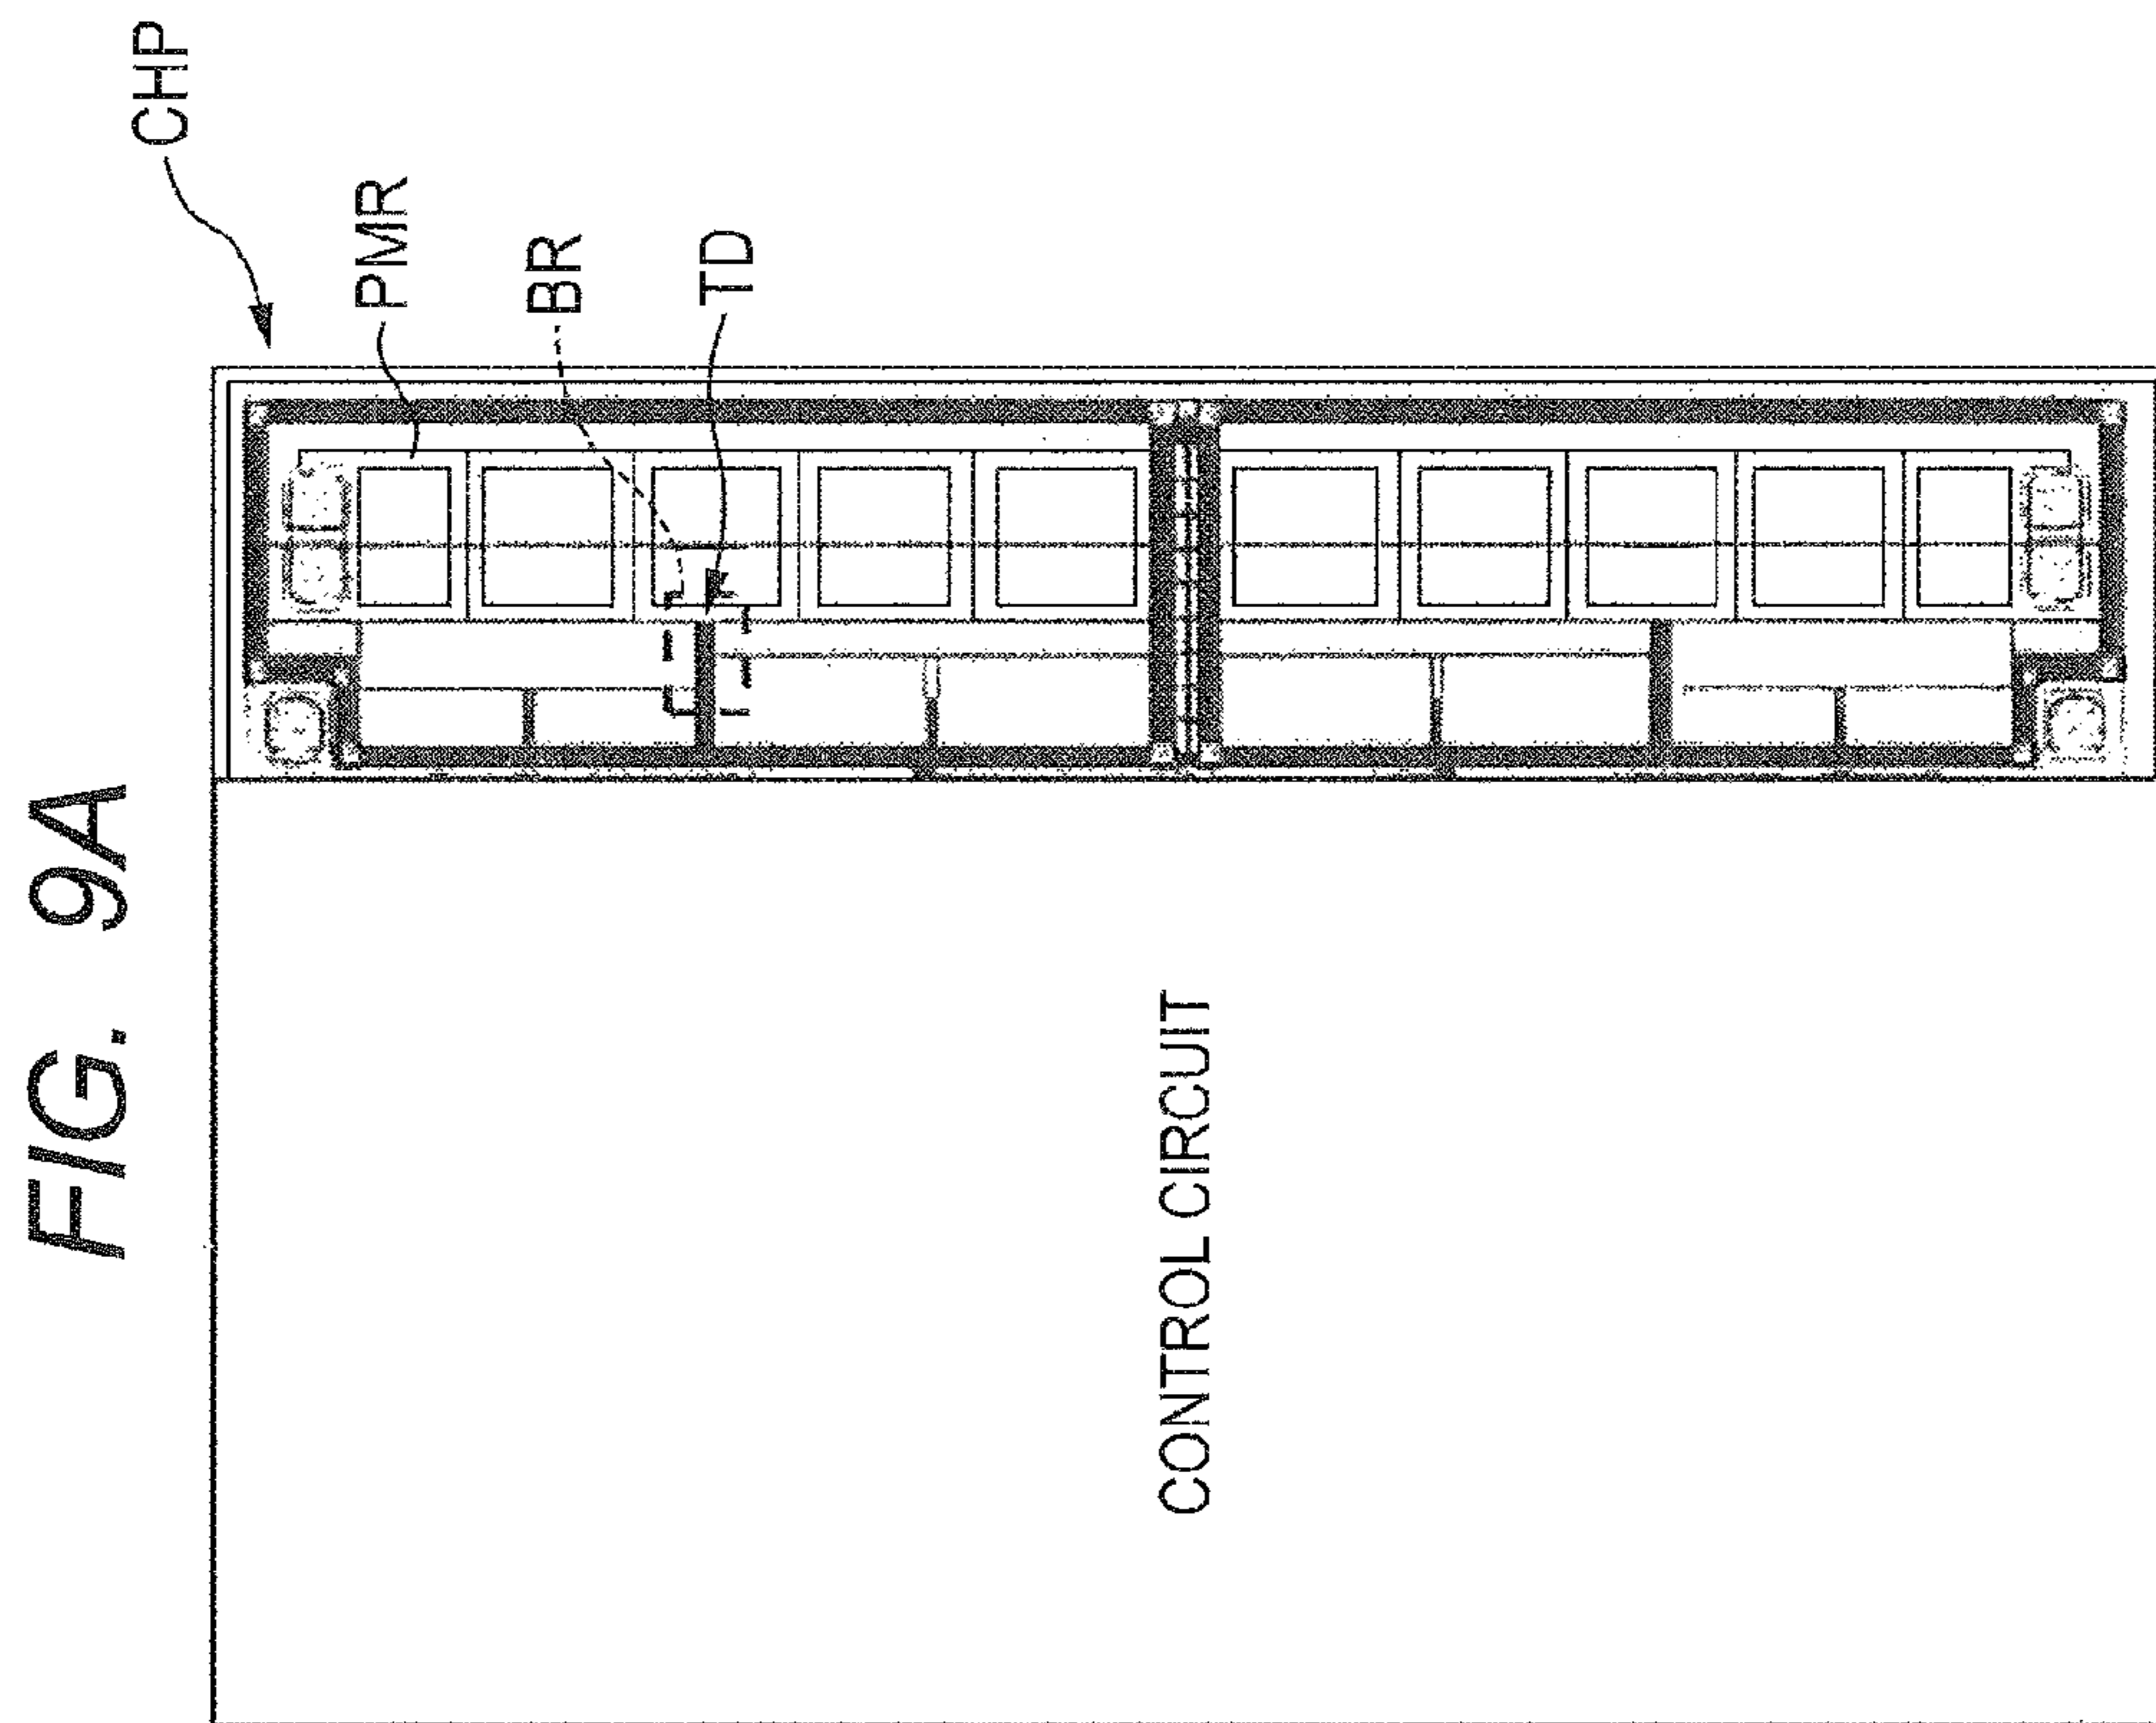 FIG. 9A
CHP
PMR
BR
TD
CONTROL CIRCUIT